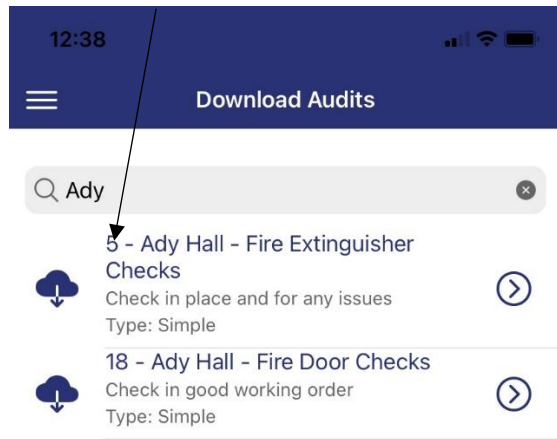 12:38
Download Audits
Ady
5 - Ady Hall - Fire Extinguisher
Checks
Check in place and for any issues
Type: Simple
18 - Ady Hall - Fire Door Checks
Check in good working order
Type: Simple